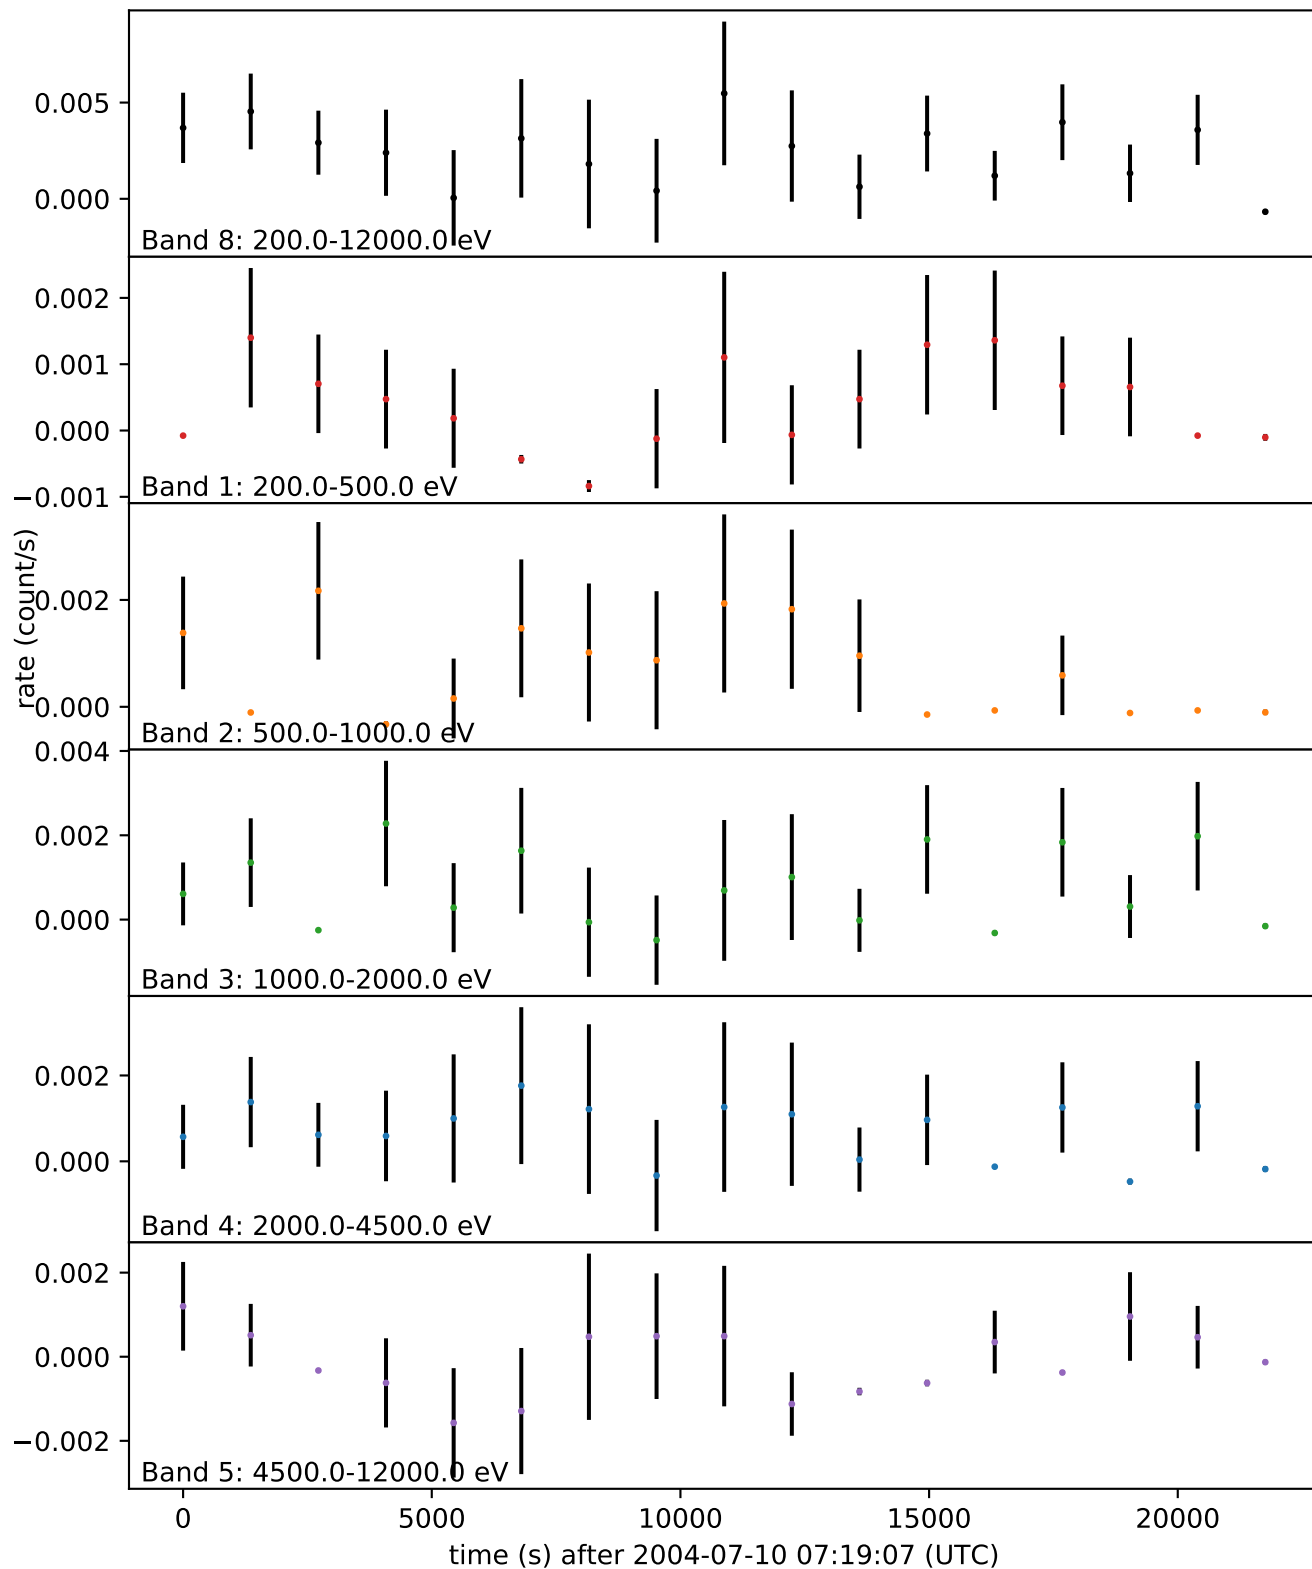 0.005
0.000
Band 8: 200.0-12000.0 eV
0.002
0.001
0.000
−0.001
Band 1: 200.0-500.0 eV
rate (count/s)
0.002
0.000
Band 2: 500.0-1000.0 eV
0.004
0.002
0.000
Band 3: 1000.0-2000.0 eV
0.002
0.000
Band 4: 2000.0-4500.0 eV
0.002
0.000
−0.002
Band 5: 4500.0-12000.0 eV
0 5000 10000 15000 20000
time (s) after 2004-07-10 07:19:07 (UTC)